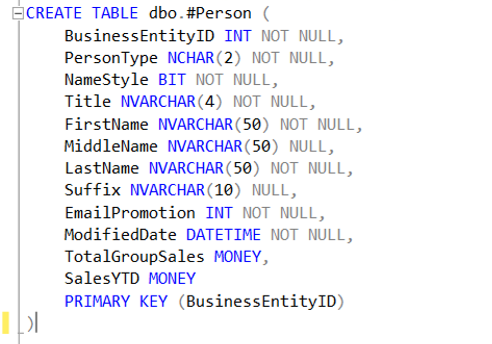 CREATE TABLE dbo.#Person (
BusinessEntityID INT NOT NULL,
PersonType NCHAR(2) NOT NULL,
NameStyle BIT NOT NULL,
Title NVARCHAR(4) NOT NULL,
FirstName NVARCHAR(50) NOT NULL,
MiddleName NVARCHAR(50) NULL,
LastName NVARCHAR(50) NOT NULL,
Suffix NVARCHAR(10) NULL,
EmailPromotion INT NOT NULL,
ModifiedDate DATETIME NOT NULL,
TotalGroupSales MONEY,
SalesYTD MONEY
PRIMARY KEY (BusinessEntityID)
)